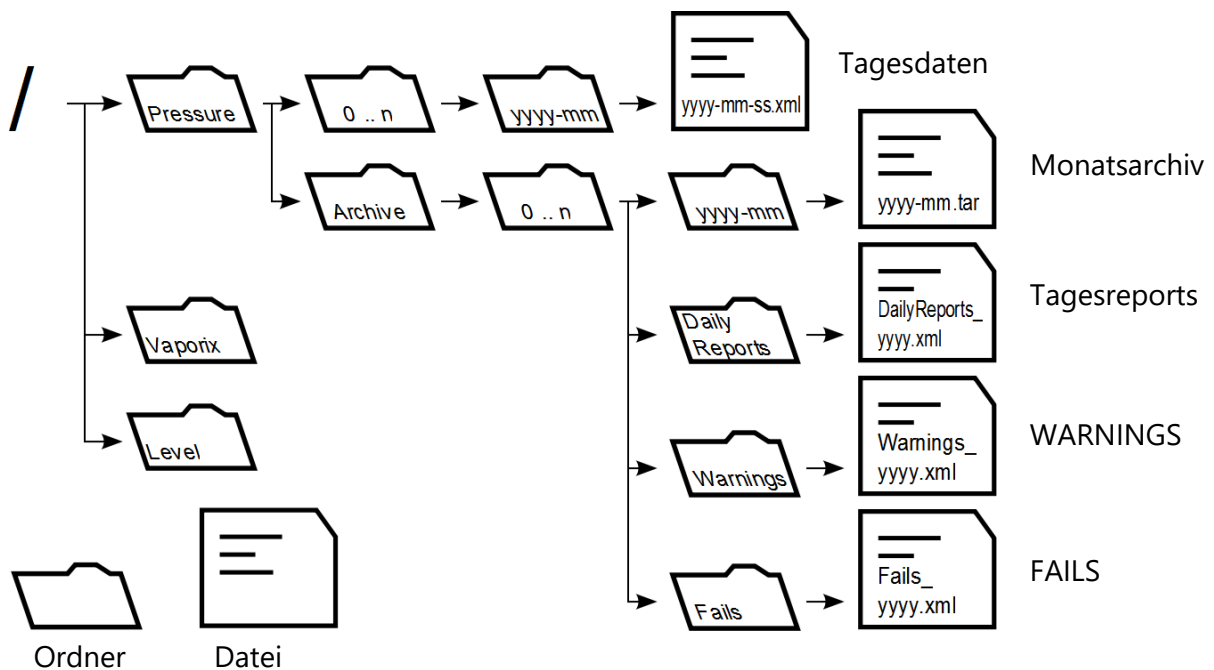 /
Pressure
0 .. n
yyyy-mm
yyyy-mm-ss.xml
Tagesdaten
Archive
0 .. n
yyyy-mm
yyyy-mm.tar
Monatsarchiv
Daily
Reports
DailyReports_
yyyy.xml
Tagesreports
Vaporix
Level
Warnings
Warnings_
yyyy.xml
WARNINGS
Fails
Fails_
yyyy.xml
FAILS
Ordner
Datei